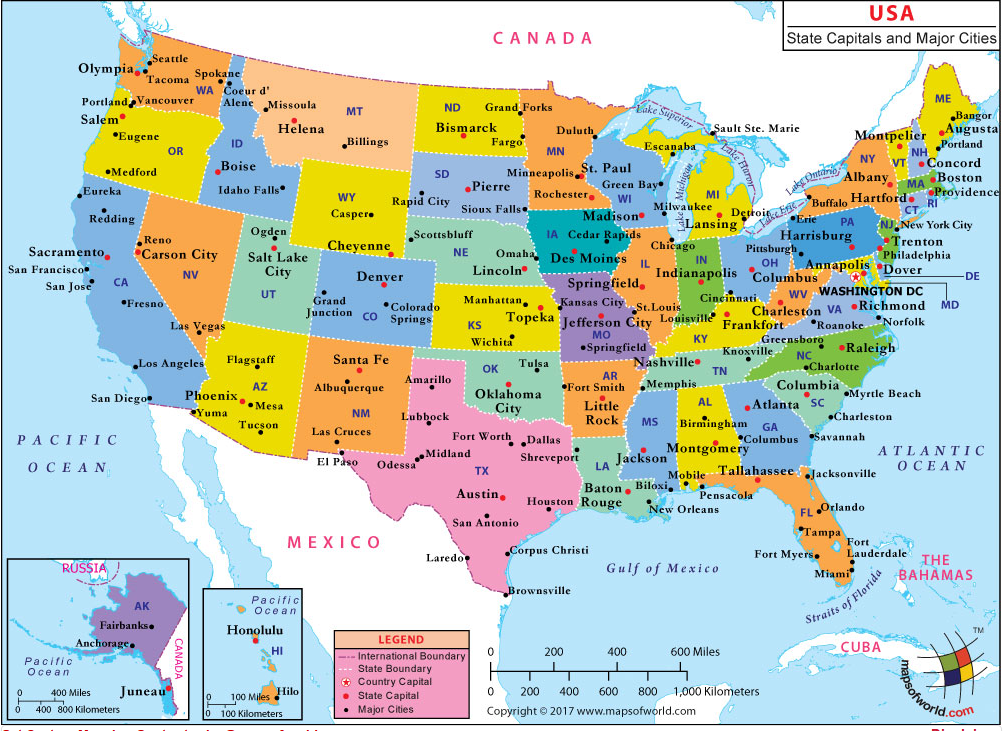 USA
State Capitals and Major Cities
CANADA
Seattle
Olympia
Tacoma
Spokane
WA
Coeur d'
Alene
Portland
Vancouver
Salem
Eugene
OR
Medford
Missoula
MT
Helena
Billings
ID
Boise
Idaho Falls
ND
Grand Forks
Bismarck
Fargo
SD
Pierre
Rapid City
Sioux Falls
Duluth
MN
Minneapolis
St. Paul
Rochester
Lake Superior
Sault Ste. Marie
Escanaba
Lake Huron
Lake Michigan
Green Bay
WI
Milwaukee
Madison
MI
Lansing
Detroit
Lake Erie
Lake Ontario
ME
Bangor
Augusta
Portland
Montpelier
VT
NH
Concord
NY
Albany
Buffalo
MA
Boston
Providence
Hartford
CT
RI
Erie
PA
Harrisburg
Pittsburgh
NJ
New York City
Trenton
Philadelphia
Annapolis
Dover
DE
MD
WASHINGTON DC
Eureka
Redding
Sacramento
San Francisco
San Jose
CA
Fresno
Los Angeles
San Diego
Reno
Carson City
NV
Las Vegas
Ogden
Salt Lake
City
UT
WY
Casper
Cheyenne
Denver
Grand
Junction
Colorado
Springs
CO
Scottsbluff
NE
Omaha
Lincoln
IA
Cedar Rapids
Des Moines
Chicago
IL
Springfield
IN
Indianapolis
OH
Columbus
Cincinnati
WV
Charleston
VA
Richmond
Norfolk
Roanoke
Manhattan
Topeka
KS
Wichita
Kansas City
Jefferson City
MO
St.Louis
Springfield
Louisville
Frankfort
KY
Greensboro
Raleigh
NC
Charlotte
Knoxville
Nashville
TN
Memphis
Flagstaff
AZ
Phoenix
Mesa
Yuma
Tucson
Santa Fe
Albuquerque
NM
Las Cruces
El Paso
Amarillo
Lubbock
OK
Tulsa
Oklahoma
City
AR
Fort Smith
Little
Rock
Columbia
SC
Myrtle Beach
Charleston
MS
Jackson
Biloxi
AL
Birmingham
Montgomery
Mobile
Atlanta
GA
Columbus
Savannah
Fort Worth
Dallas
Midland
Odessa
TX
Austin
San Antonio
Houston
Laredo
Corpus Christi
Brownsville
Shreveport
LA
Baton
Rouge
New Orleans
Tallahassee
Pensacola
Jacksonville
FL
Orlando
Tampa
Fort Myers
Fort
Lauderdale
Miami
PACIFIC
OCEAN
ATLANTIC
OCEAN
MEXICO
Gulf of Mexico
Straits of Florida
THE
BAHAMAS
CUBA
RUSSIA
AK
Fairbanks
Anchorage
CANADA
Pacific
Ocean
Juneau
0 400 Miles
0 400 800 Kilometers
Pacific
Ocean
Honolulu
HI
Hilo
0 100 Miles
0 100 Kilometers
LEGEND
International Boundary
State Boundary
Country Capital
State Capital
Major Cities
0 200 400 600 Miles
0 200 400 600 800 1,000 Kilometers
Copyright © 2017 www.mapsofworld.com
TM
mapsofworld.com